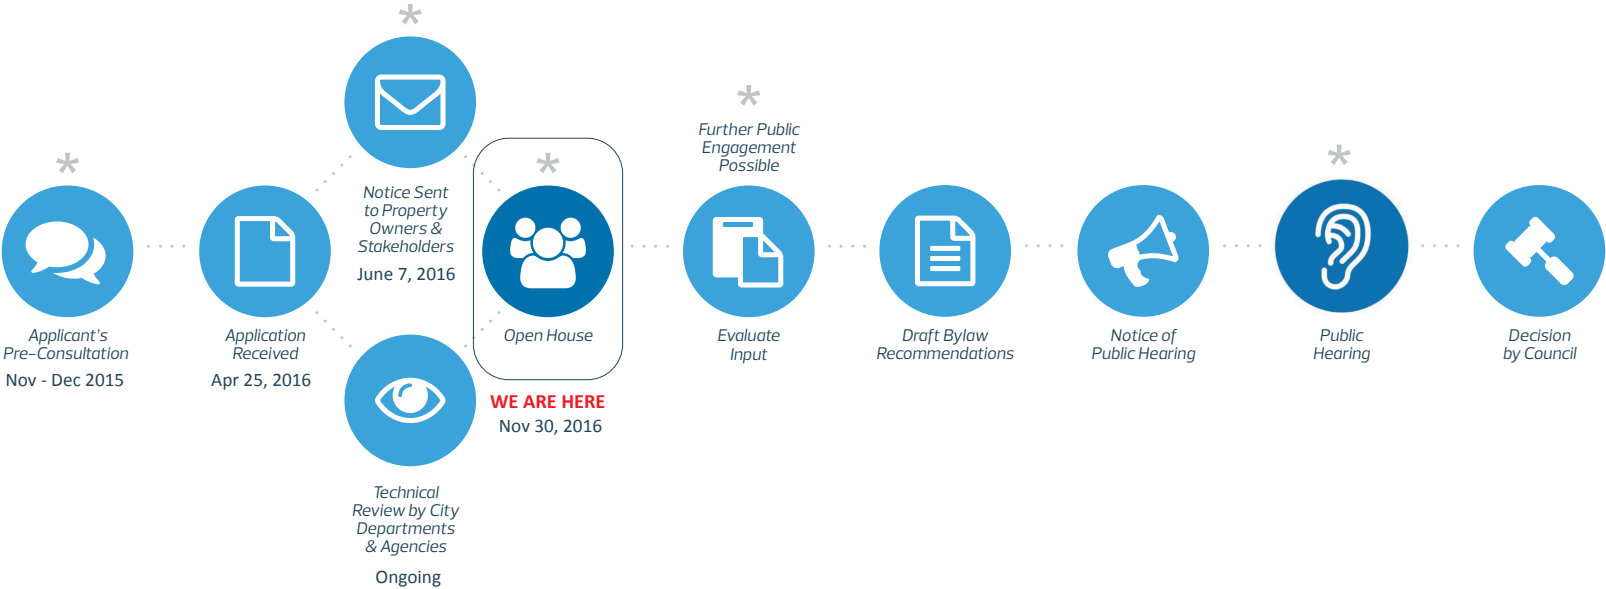 *
Applicant's
Pre-Consultation
Nov - Dec 2015
Application
Received
Apr 25, 2016
*
Notice Sent
to Property
Owners &
Stakeholders
June 7, 2016
Technical
Review by City
Departments
& Agencies
Ongoing
*
Open House
WE ARE HERE
Nov 30, 2016
*
Further Public
Engagement
Possible
Evaluate
Input
Draft Bylaw
Recommendations
Notice of
Public Hearing
*
Public
Hearing
Decision
by Council